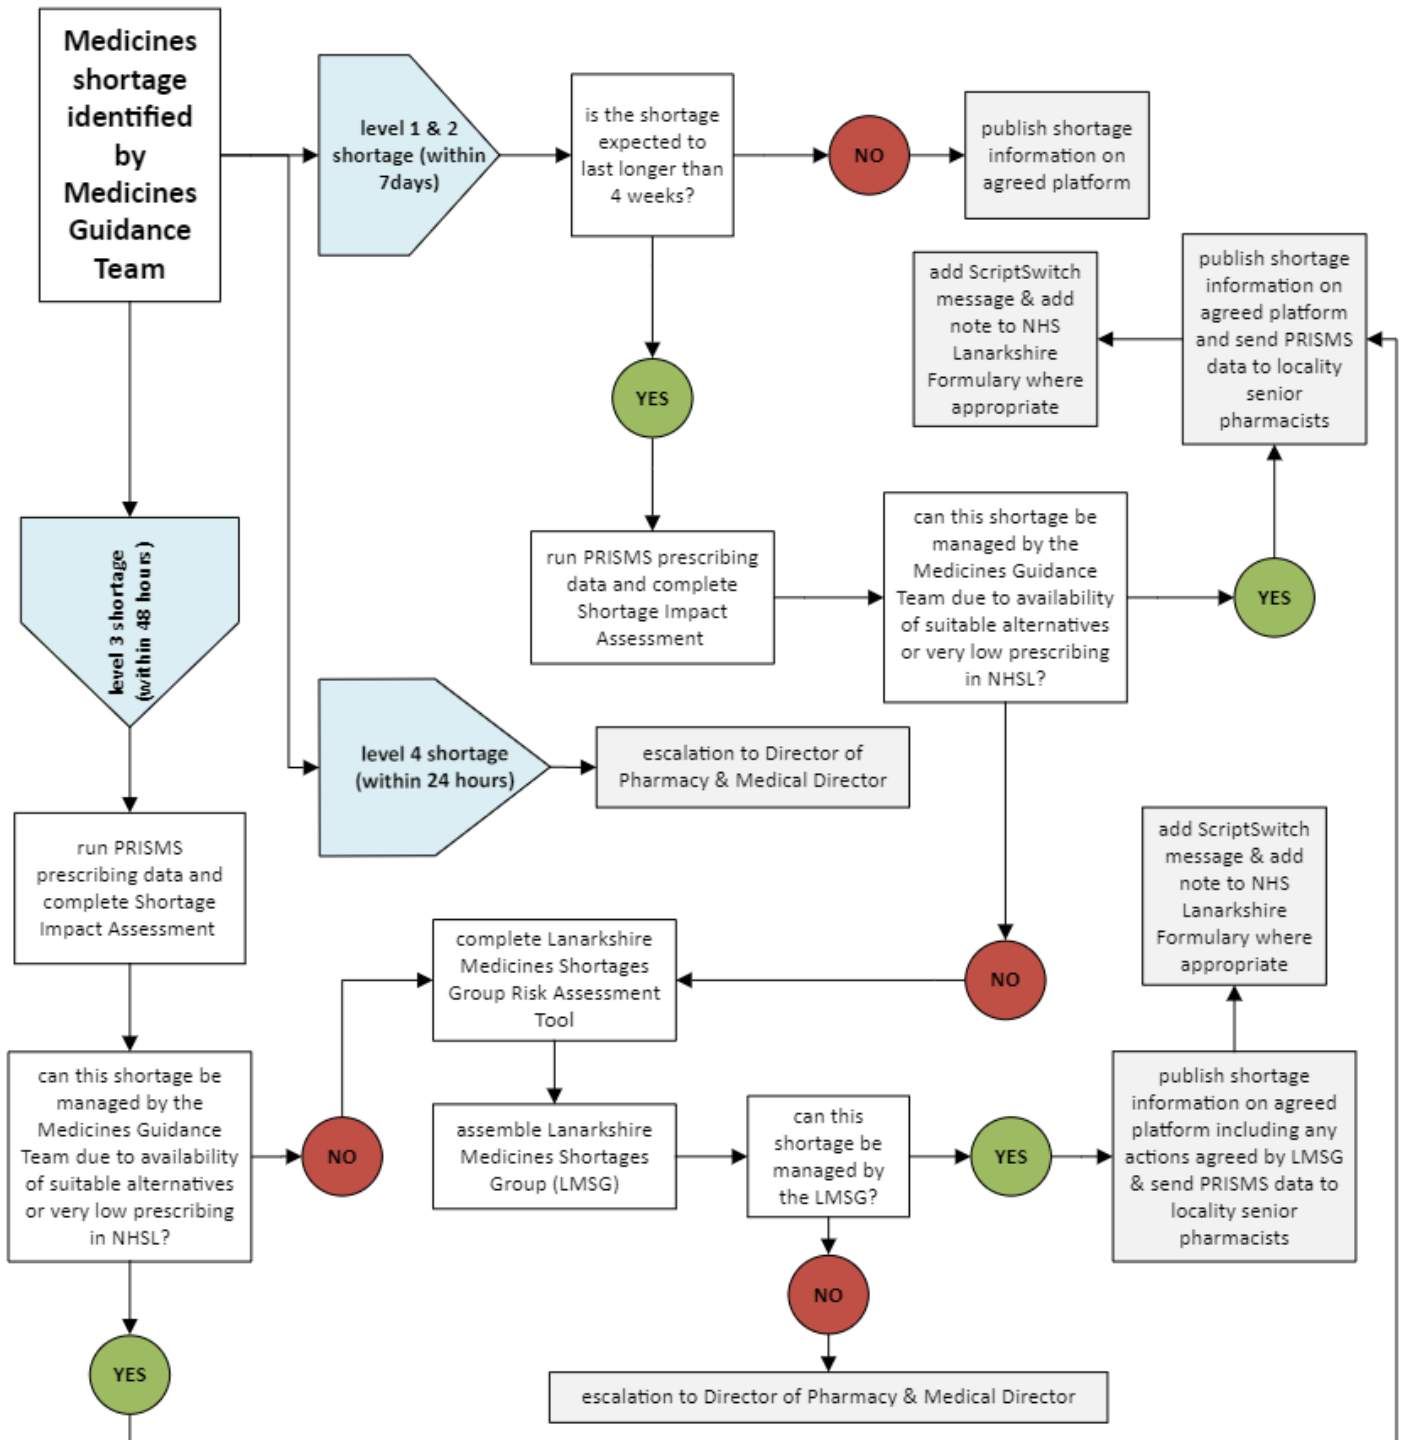 Medicines
shortage
identified
by
Medicines
Guidance
Team
level 1 & 2
shortage (within
7days)
is the shortage
expected to
last longer than
4 weeks?
NO
publish shortage
information on
agreed platform
YES
add ScriptSwitch
message & add
note to NHS
Lanarkshire
Formulary where
appropriate
publish shortage
information on
agreed platform
and send PRISMS
data to locality
senior
pharmacists
run PRISMS prescribing
data and complete
Shortage Impact
Assessment
can this shortage be
managed by the
Medicines Guidance
Team due to availability
of suitable alternatives
or very low prescribing
in NHSL?
YES
level 3 shortage
(within 48 hours )
level 4 shortage
(within 24 hours)
escalation to Director of
Pharmacy & Medical Director
run PRISMS
prescribing data and
complete Shortage
Impact Assessment
complete Lanarkshire
Medicines Shortages
Group Risk Assessment
Tool
NO
add ScriptSwitch
message & add
note to NHS
Lanarkshire
Formulary where
appropriate
can this shortage be
managed by the
Medicines Guidance
Team due to availability
of suitable alternatives
or very low prescribing
in NHSL?
NO
assemble Lanarkshire
Medicines Shortages
Group (LMSG)
can this
shortage be
managed by
the LMSG?
YES
publish shortage
information on agreed
platform including any
actions agreed by LMSG
& send PRISMS data to
locality senior
pharmacists
NO
YES
escalation to Director of Pharmacy & Medical Director